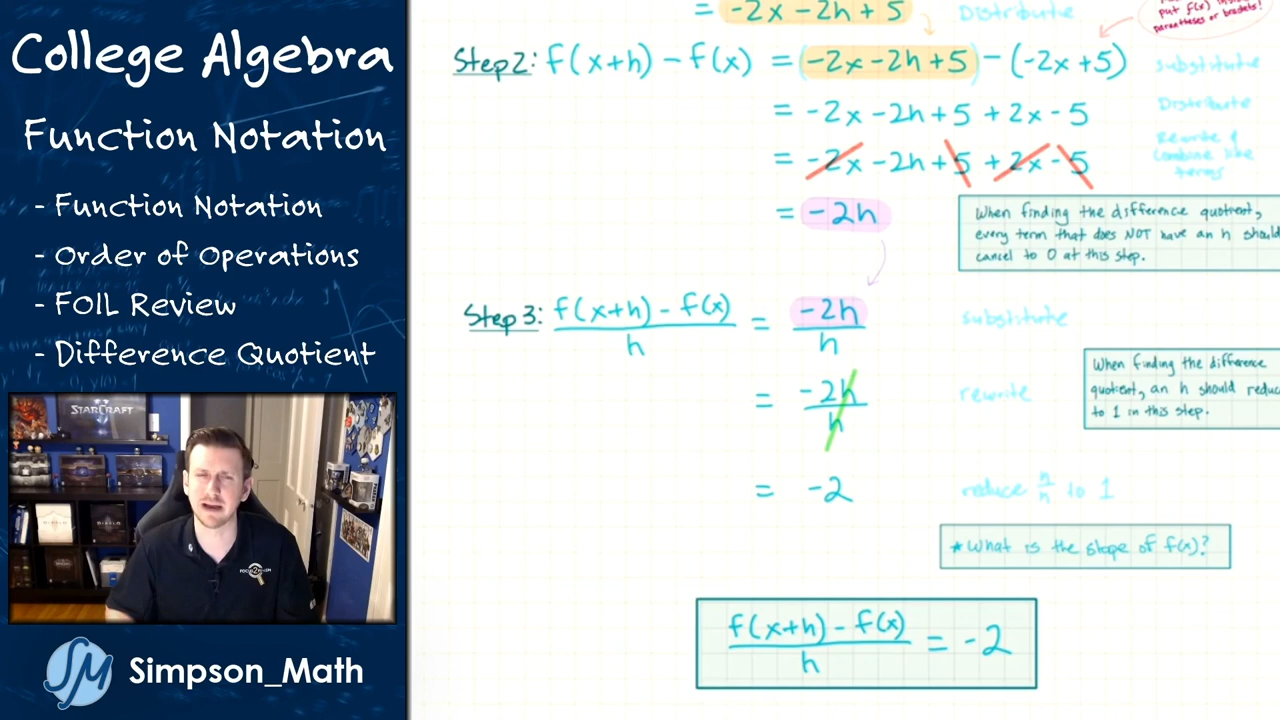 College Algebra
Function Notation
- Function Notation
- Order of Operations
- FOIL Review
- Difference Quotient
STARCRAFT
Simpson_Math
SM
= -2x - 2h + 5
Distribute
put f(x) inside
parentheses or brackets!
Step 2: f(x+h) - f(x) = (-2x - 2h + 5) - (-2x + 5)
substitute
= -2x - 2h + 5 + 2x - 5
Distribute
= -2x - 2h + 5 + 2x - 5
Rewrite &
combine like
terms
= -2h
When finding the difference quotient,
every term that does NOT have an h should
cancel to 0 at this step.
Step 3: f(x+h) - f(x) / h = -2h / h
substitute
= -2h / h
rewrite
When finding the difference
quotient, an h should reduce
to 1 in this step.
= -2
reduce h/h to 1
* What is the slope of f(x)?
f(x+h) - f(x) / h = -2